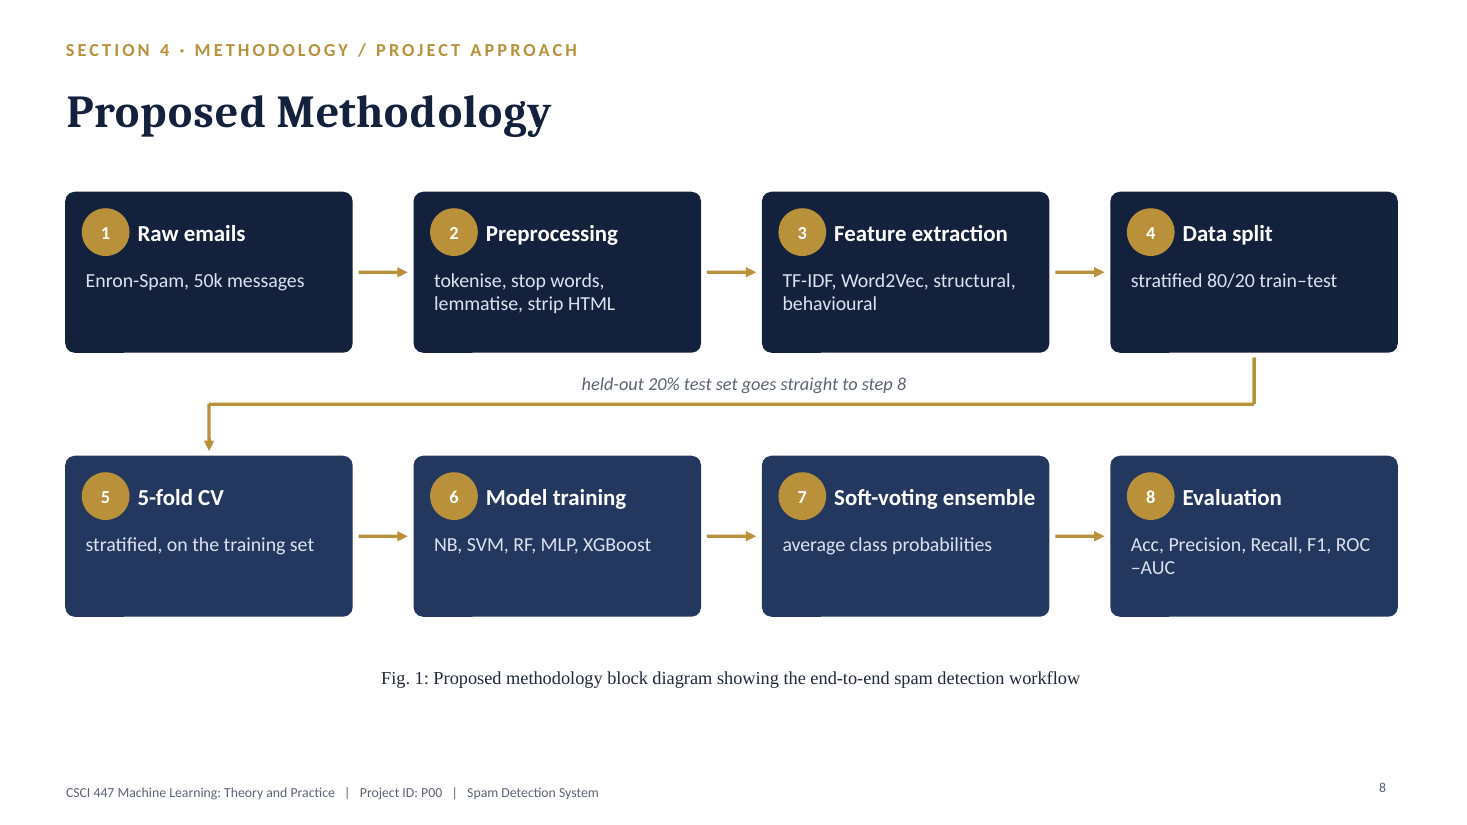 SECTION 4 · METHODOLOGY / PROJECT APPROACH
Proposed Methodology
1 Raw emails
Enron-Spam, 50k messages
2 Preprocessing
tokenise, stop words,
lemmatise, strip HTML
3 Feature extraction
TF-IDF, Word2Vec, structural,
behavioural
4 Data split
stratified 80/20 train–test
held-out 20% test set goes straight to step 8
5 5-fold CV
stratified, on the training set
6 Model training
NB, SVM, RF, MLP, XGBoost
7 Soft-voting ensemble
average class probabilities
8 Evaluation
Acc, Precision, Recall, F1, ROC
–AUC
Fig. 1: Proposed methodology block diagram showing the end-to-end spam detection workflow
CSCI 447 Machine Learning: Theory and Practice | Project ID: P00 | Spam Detection System
8